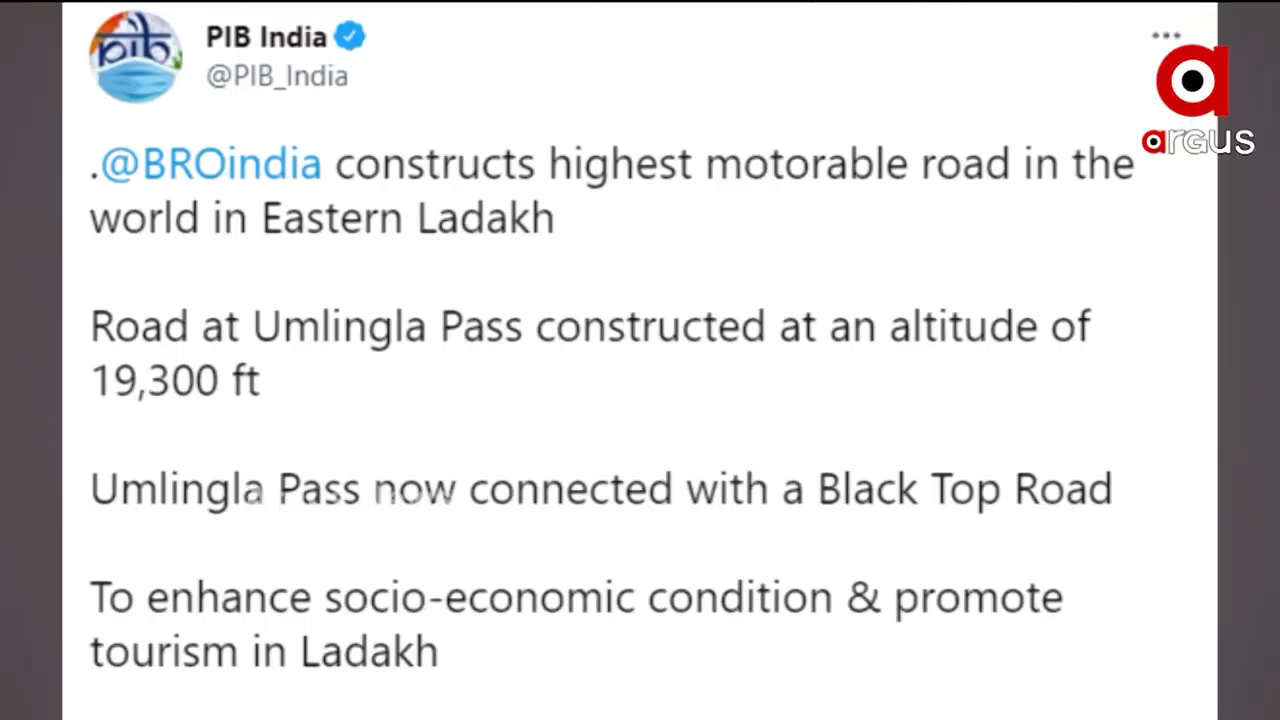 pib
PIB India
@PIB_India
argus
.@BROindia constructs highest motorable road in the
world in Eastern Ladakh
Road at Umlingla Pass constructed at an altitude of
19,300 ft
Umlingla Pass now connected with a Black Top Road
To enhance socio-economic condition & promote
tourism in Ladakh